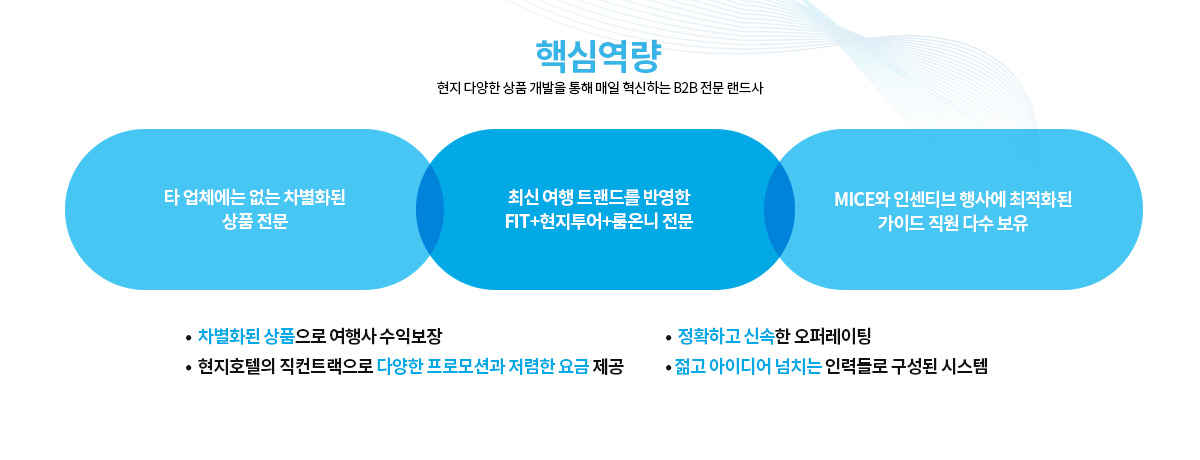 핵심역량
현지 다양한 상품 개발을 통해 매일 혁신하는 B2B 전문 랜드사
타 업체에는 없는 차별화된
상품 전문
최신 여행 트랜드를 반영한
FIT+현지투어+룸온니 전문
MICE와 인센티브 행사에 최적화된
가이드 직원 다수 보유
• 차별화된 상품으로 여행사 수익보장
• 현지호텔의 직컨트랙으로 다양한 프로모션과 저렴한 요금 제공
• 정확하고 신속한 오퍼레이팅
• 젊고 아이디어 넘치는 인력들로 구성된 시스템